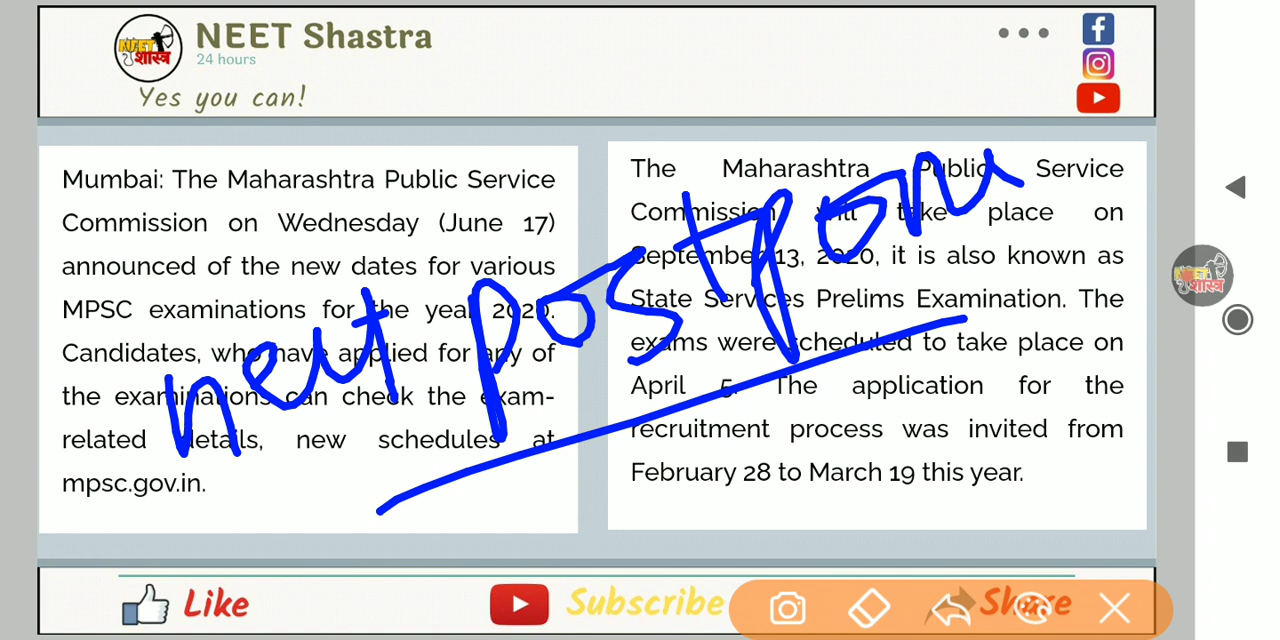 NEET Shastra
24 hours
NEET
शास्त्र
Yes you can!
Mumbai: The Maharashtra Public Service
Commission on Wednesday (June 17)
announced of the new dates for various
MPSC examinations for the year 2020.
Candidates, who have applied for any of
the examinations can check the exam-
related details, new schedules at
mpsc.gov.in.
The Maharashtra Public Service
Commission will take place on
September 13, 2020, it is also known as
State Services Prelims Examination. The
exams were scheduled to take place on
April 5. The application for the
recruitment process was invited from
February 28 to March 19 this year.
neet postpone
NEET
शास्त्र
Like
Subscribe
Share